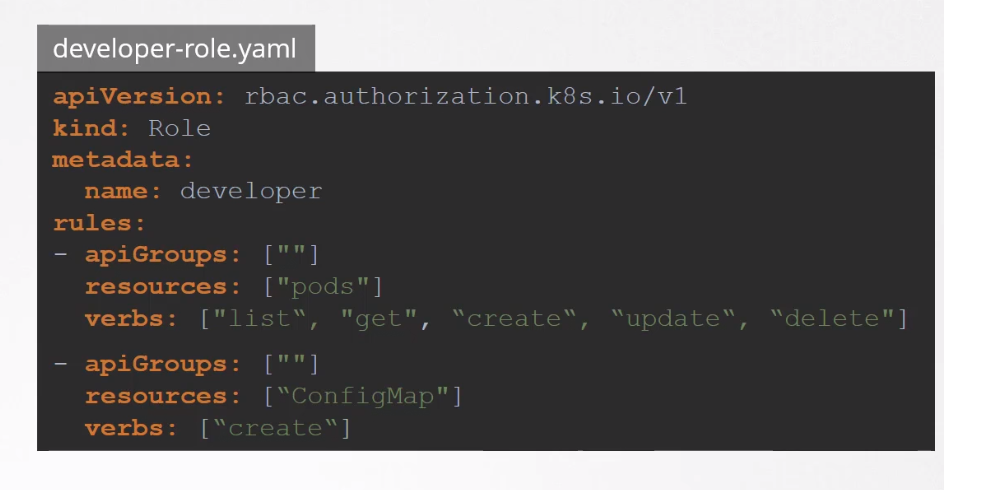 developer-role.yaml
apiVersion: rbac.authorization.k8s.io/v1
kind: Role
metadata:
  name: developer
rules:
- apiGroups: [""]
  resources: ["pods"]
  verbs: ["list“, "get", “create“, “update“, “delete"]
- apiGroups: [""]
  resources: [“ConfigMap"]
  verbs: [“create“]